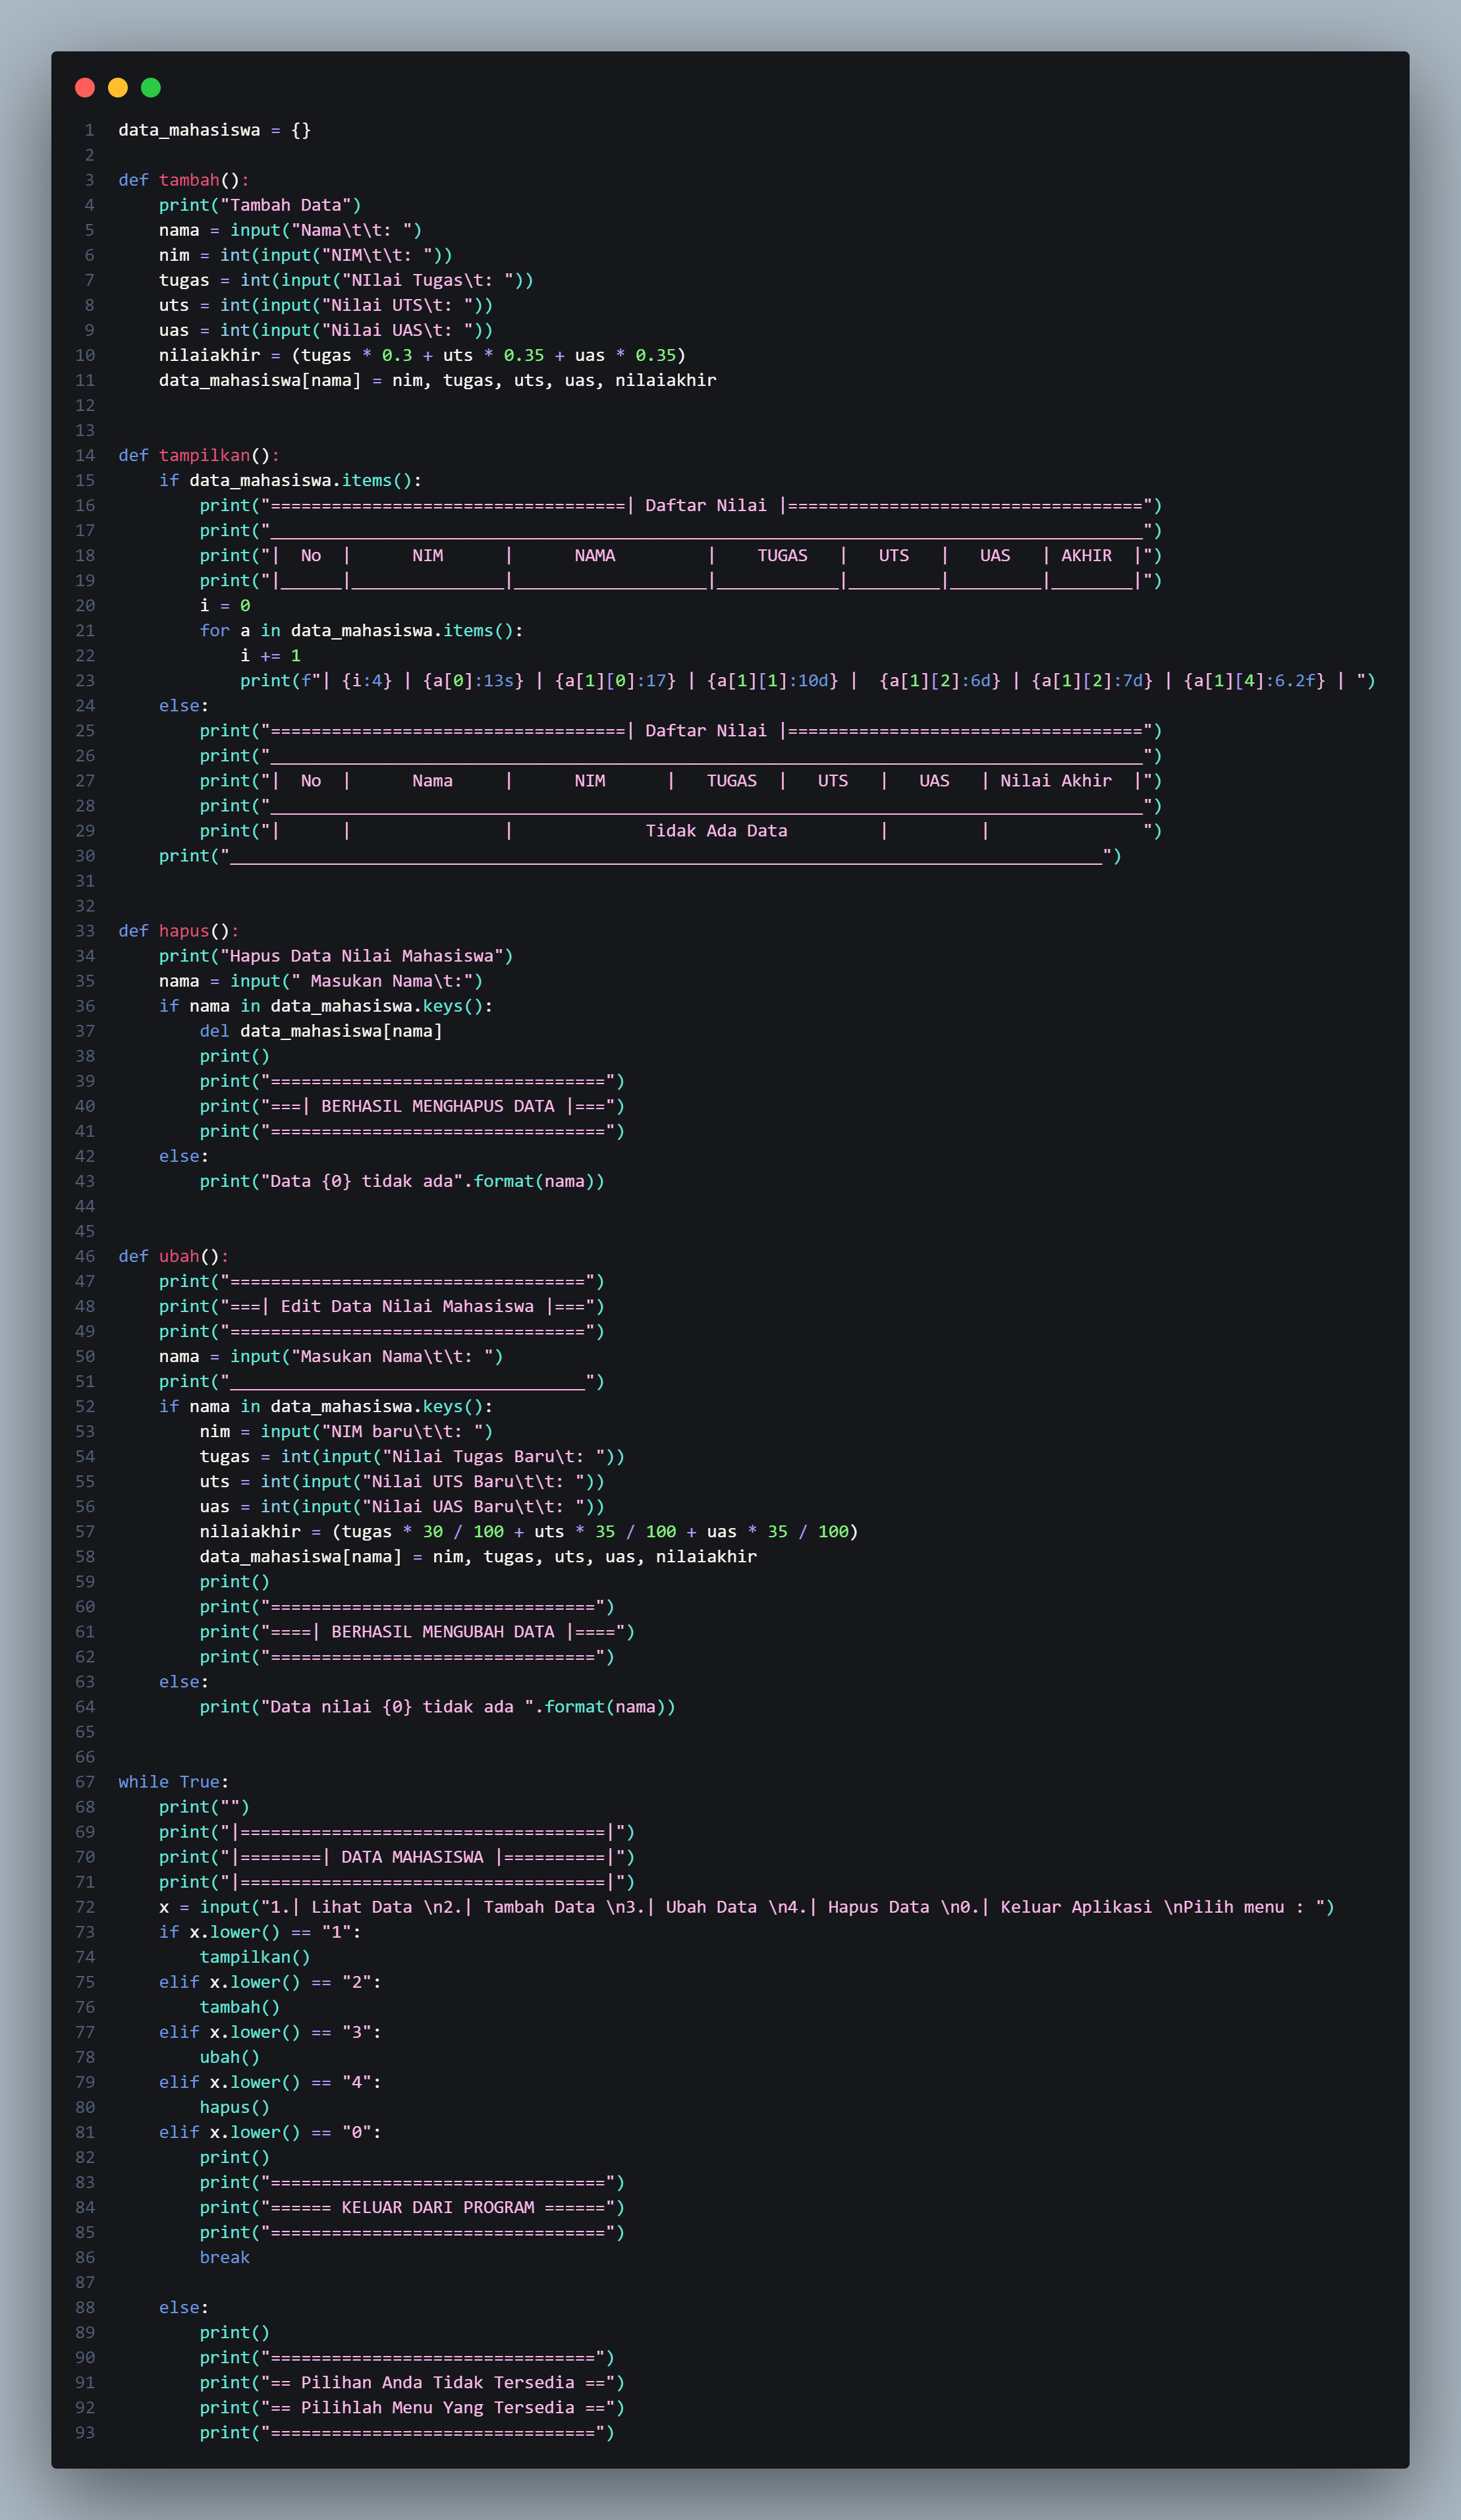 1 data_mahasiswa = {}
2
3 def tambah():
4     print("Tambah Data")
5     nama = input("Nama\t\t: ")
6     nim = int(input("NIM\t\t: "))
7     tugas = int(input("NIlai Tugas\t: "))
8     uts = int(input("Nilai UTS\t: "))
9     uas = int(input("Nilai UAS\t: "))
10     nilaiakhir = (tugas * 0.3 + uts * 0.35 + uas * 0.35)
11     data_mahasiswa[nama] = nim, tugas, uts, uas, nilaiakhir
12
13
14 def tampilkan():
15     if data_mahasiswa.items():
16         print("===================================| Daftar Nilai |===================================")
17         print("______________________________________________________________________________________")
18         print("|  No  |      NIM      |      NAMA         |     TUGAS   |   UTS   |   UAS   | AKHIR  |")
19         print("|______|_______________|___________________|____________|_________|_________|________|")
20         i = 0
21         for a in data_mahasiswa.items():
22             i += 1
23             print(f"| {i:4} | {a[0]:13s} | {a[1][0]:17} | {a[1][1]:10d} |  {a[1][2]:6d} | {a[1][2]:7d} | {a[1][4]:6.2f} | ")
24     else:
25         print("===================================| Daftar Nilai |===================================")
26         print("______________________________________________________________________________________")
27         print("|  No  |      Nama     |      NIM      |   TUGAS  |   UTS   |   UAS   | Nilai Akhir  |")
28         print("______________________________________________________________________________________")
29         print("|      |               |             Tidak Ada Data         |         |               ")
30     print("______________________________________________________________________________________")
31
32
33 def hapus():
34     print("Hapus Data Nilai Mahasiswa")
35     nama = input(" Masukan Nama\t:")
36     if nama in data_mahasiswa.keys():
37         del data_mahasiswa[nama]
38         print()
39         print("=================================")
40         print("===| BERHASIL MENGHAPUS DATA |===")
41         print("=================================")
42     else:
43         print("Data {0} tidak ada".format(nama))
44
45
46 def ubah():
47     print("===================================")
48     print("===| Edit Data Nilai Mahasiswa |===")
49     print("===================================")
50     nama = input("Masukan Nama\t\t: ")
51     print("___________________________________")
52     if nama in data_mahasiswa.keys():
53         nim = input("NIM baru\t\t: ")
54         tugas = int(input("Nilai Tugas Baru\t: "))
55         uts = int(input("Nilai UTS Baru\t\t: "))
56         uas = int(input("Nilai UAS Baru\t\t: "))
57         nilaiakhir = (tugas * 30 / 100 + uts * 35 / 100 + uas * 35 / 100)
58         data_mahasiswa[nama] = nim, tugas, uts, uas, nilaiakhir
59         print()
60         print("================================")
61         print("====| BERHASIL MENGUBAH DATA |====")
62         print("================================")
63     else:
64         print("Data nilai {0} tidak ada ".format(nama))
65
66
67 while True:
68     print("")
69     print("|====================================|")
70     print("|========| DATA MAHASISWA |==========|")
71     print("|====================================|")
72     x = input("1.| Lihat Data \n2.| Tambah Data \n3.| Ubah Data \n4.| Hapus Data \n0.| Keluar Aplikasi \nPilih menu : ")
73     if x.lower() == "1":
74         tampilkan()
75     elif x.lower() == "2":
76         tambah()
77     elif x.lower() == "3":
78         ubah()
79     elif x.lower() == "4":
80         hapus()
81     elif x.lower() == "0":
82         print()
83         print("=================================")
84         print("====== KELUAR DARI PROGRAM ======")
85         print("=================================")
86         break
87
88     else:
89         print()
90         print("================================")
91         print("== Pilihan Anda Tidak Tersedia ==")
92         print("== Pilihlah Menu Yang Tersedia ==")
93         print("================================")